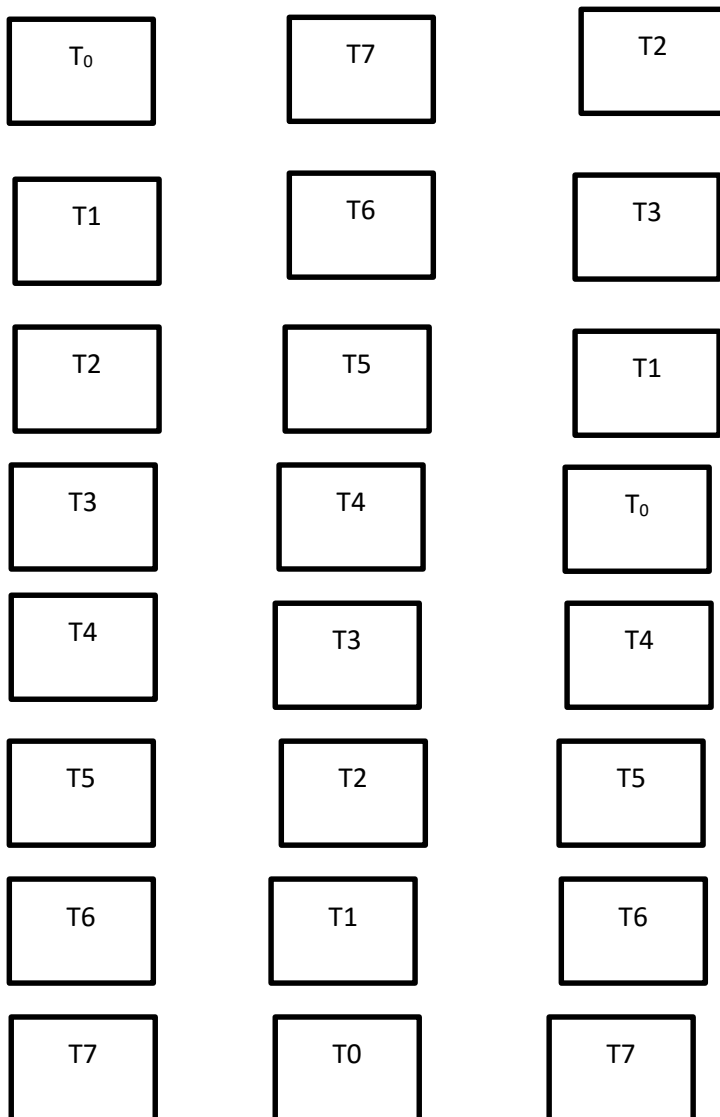 T₀ T7 T2
T1 T6 T3
T2 T5 T1
T3 T4 T₀
T4 T3 T4
T5 T2 T5
T6 T1 T6
T7 T0 T7